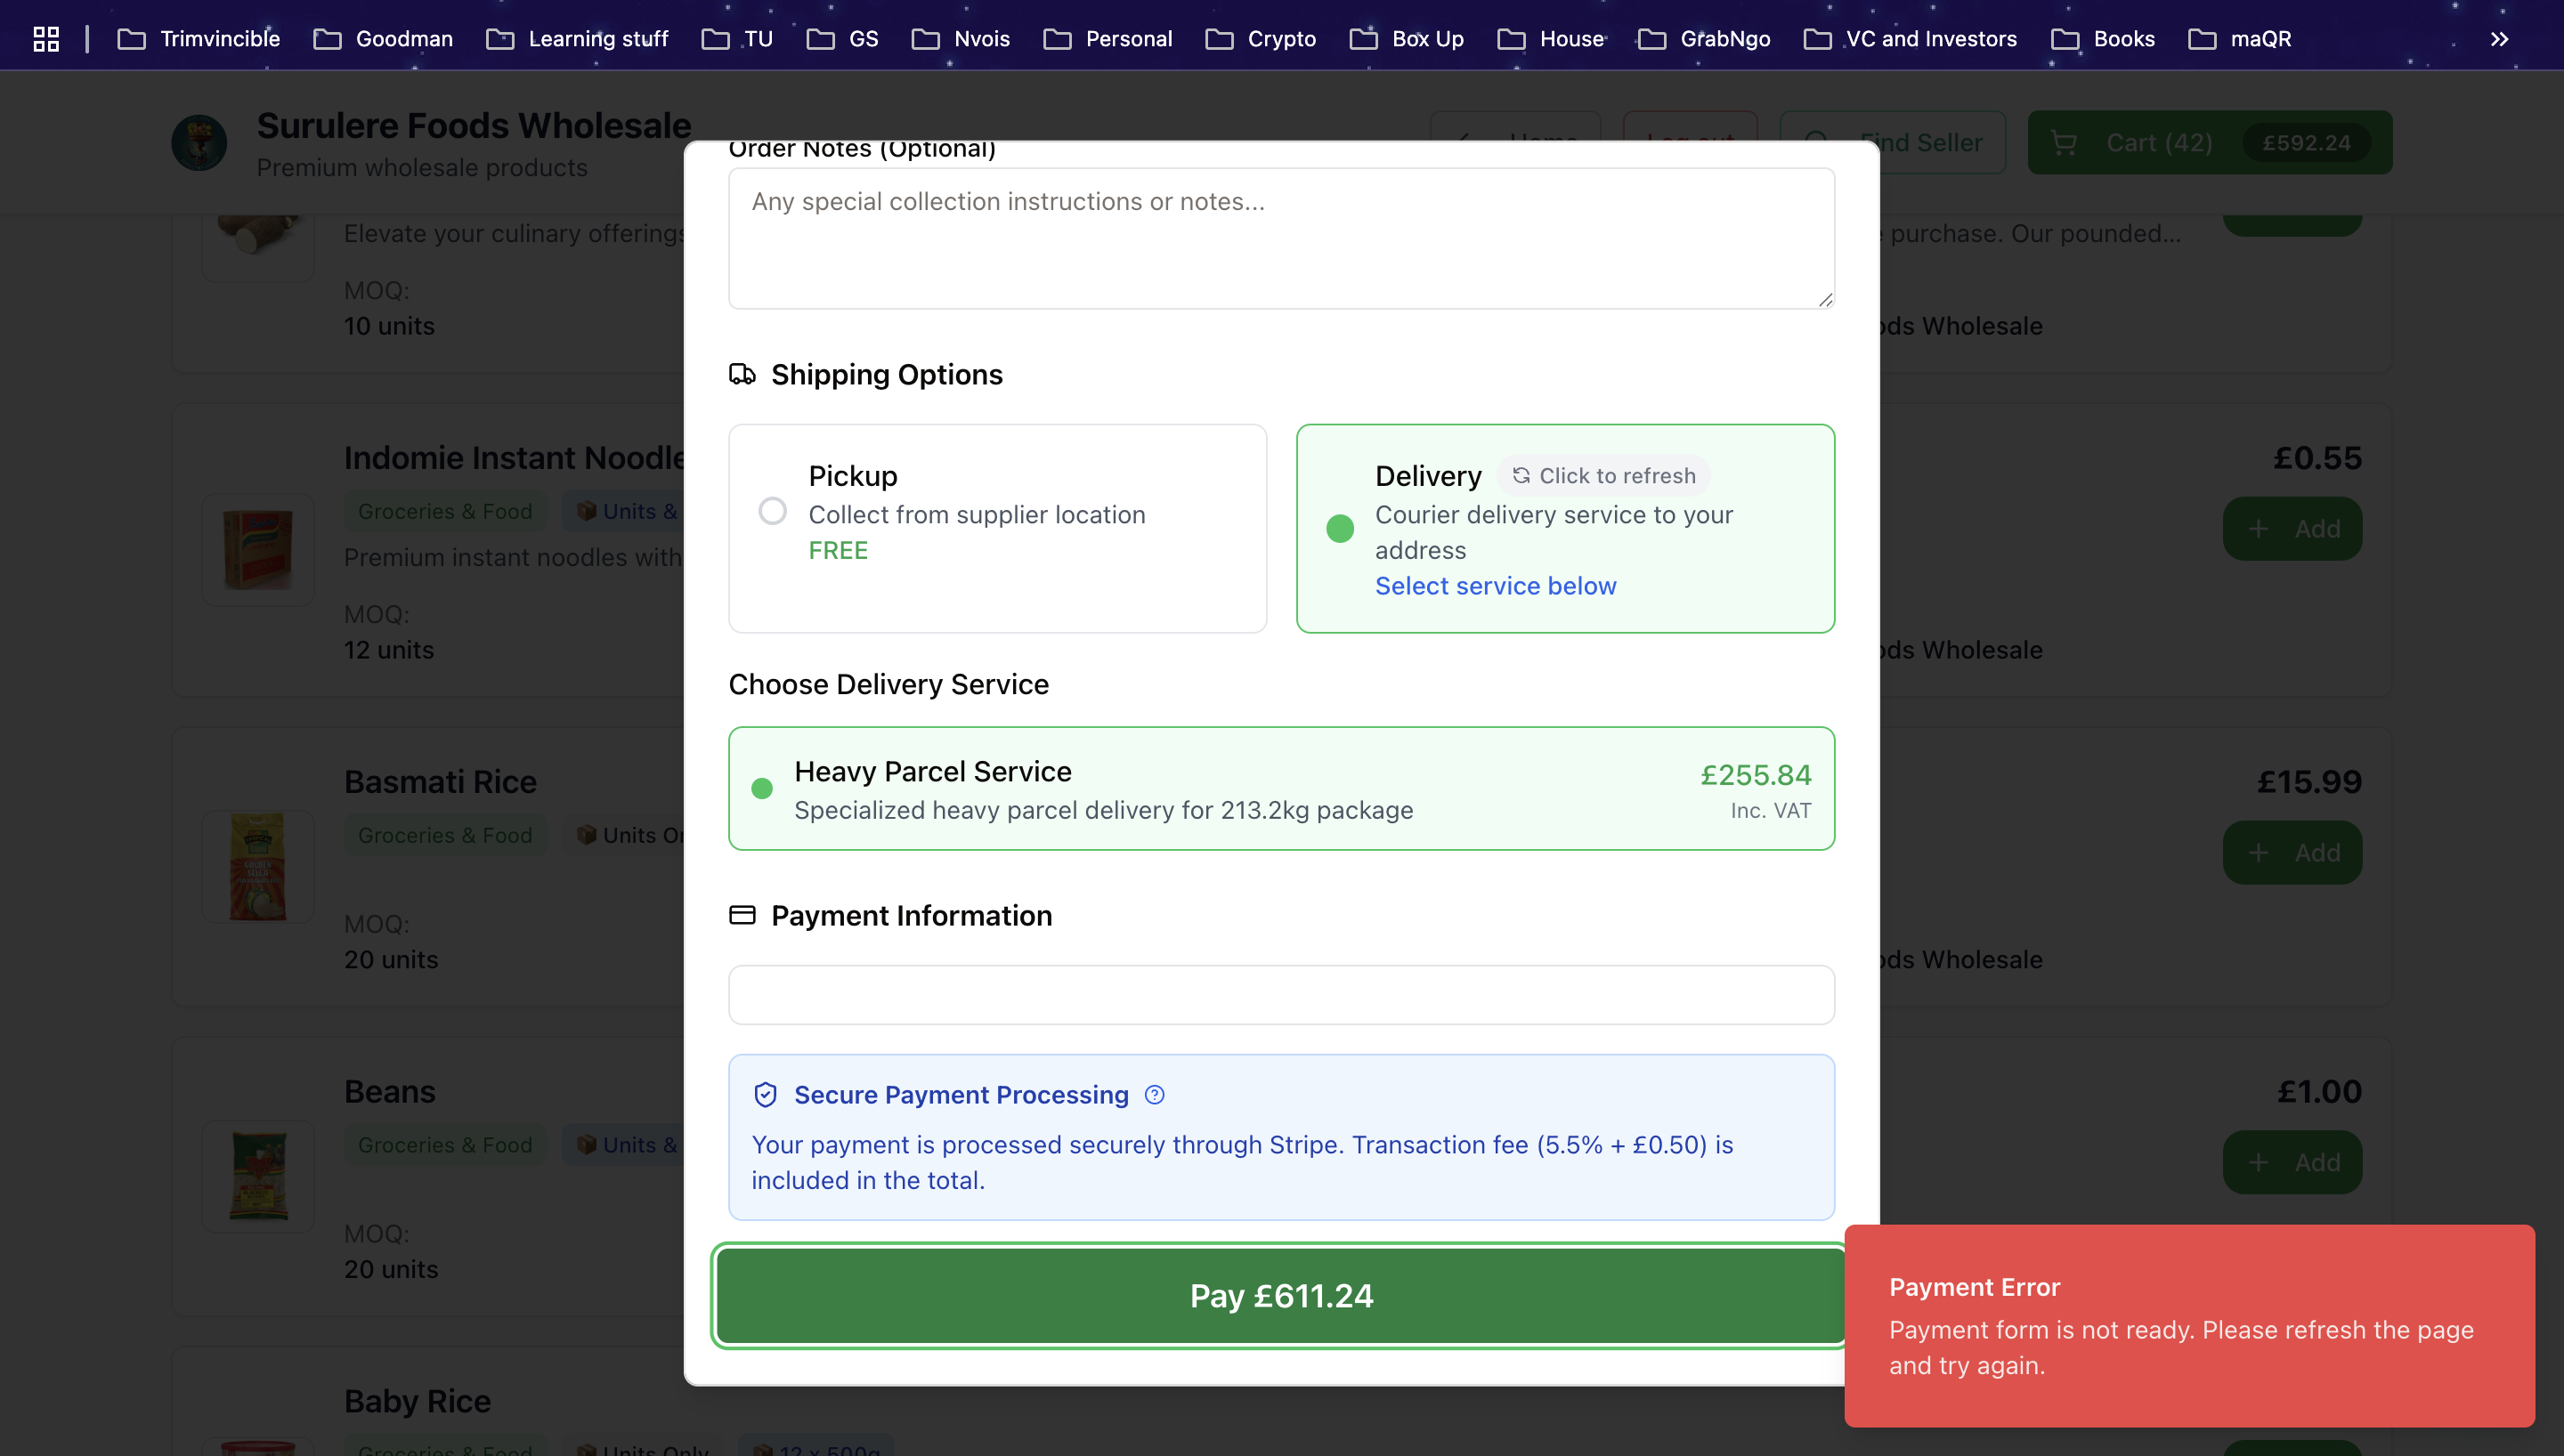 Trimvincible Goodman Learning stuff TU GS Nvois Personal Crypto Box Up House GrabNgo VC and Investors Books maQR
Surulere Foods Wholesale
Premium wholesale products
Home Log out Find Seller Cart (42) £592.24
Elevate your culinary offerings
purchase. Our pounded...
MOQ:
10 units
Foods Wholesale
Indomie Instant Noodle
£0.55
Groceries & Food Units &
Add
Premium instant noodles with
MOQ:
12 units
ods Wholesale
Basmati Rice
£15.99
Groceries & Food Units On
Add
MOQ:
20 units
ods Wholesale
Beans
£1.00
Groceries & Food Units &
Add
MOQ:
20 units
Baby Rice
Groceries & Food Units Only 12 x 500g
Order Notes (Optional)
Any special collection instructions or notes...
Shipping Options
Pickup
Collect from supplier location
FREE
Delivery Click to refresh
Courier delivery service to your
address
Select service below
Choose Delivery Service
Heavy Parcel Service
Specialized heavy parcel delivery for 213.2kg package
£255.84
Inc. VAT
Payment Information
Secure Payment Processing
Your payment is processed securely through Stripe. Transaction fee (5.5% + £0.50) is
included in the total.
Pay £611.24
Payment Error
Payment form is not ready. Please refresh the page
and try again.